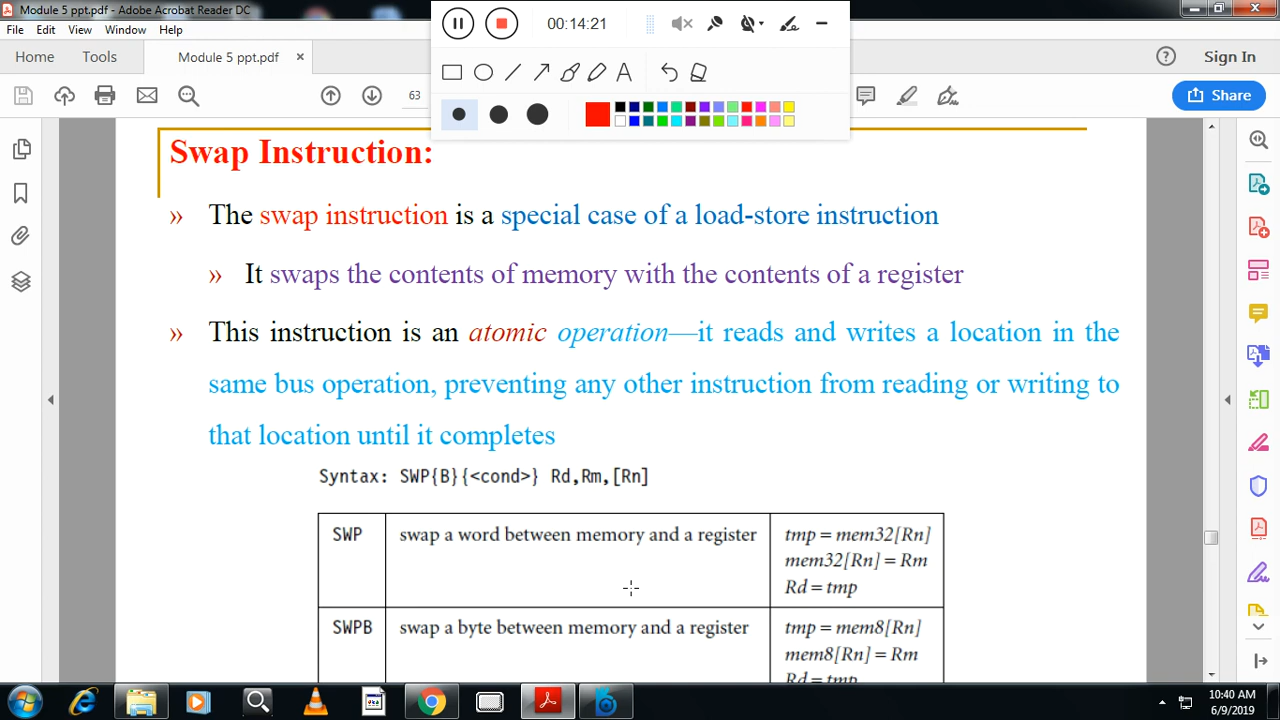 Module 5 ppt.pdf - Adobe Acrobat Reader DC
File Edit View Window Help
00:14:21
Home Tools Module 5 ppt.pdf × Sign In
63
Share
A
Swap Instruction:
» The swap instruction is a special case of a load-store instruction
» It swaps the contents of memory with the contents of a register
» This instruction is an atomic operation—it reads and writes a location in the
same bus operation, preventing any other instruction from reading or writing to
that location until it completes
Syntax: SWP{B}{<cond>} Rd,Rm,[Rn]
SWP swap a word between memory and a register tmp = mem32[Rn]
mem32[Rn] = Rm
Rd = tmp
SWPB swap a byte between memory and a register tmp = mem8[Rn]
mem8[Rn] = Rm
Rd = tmp
10:40 AM
6/9/2019